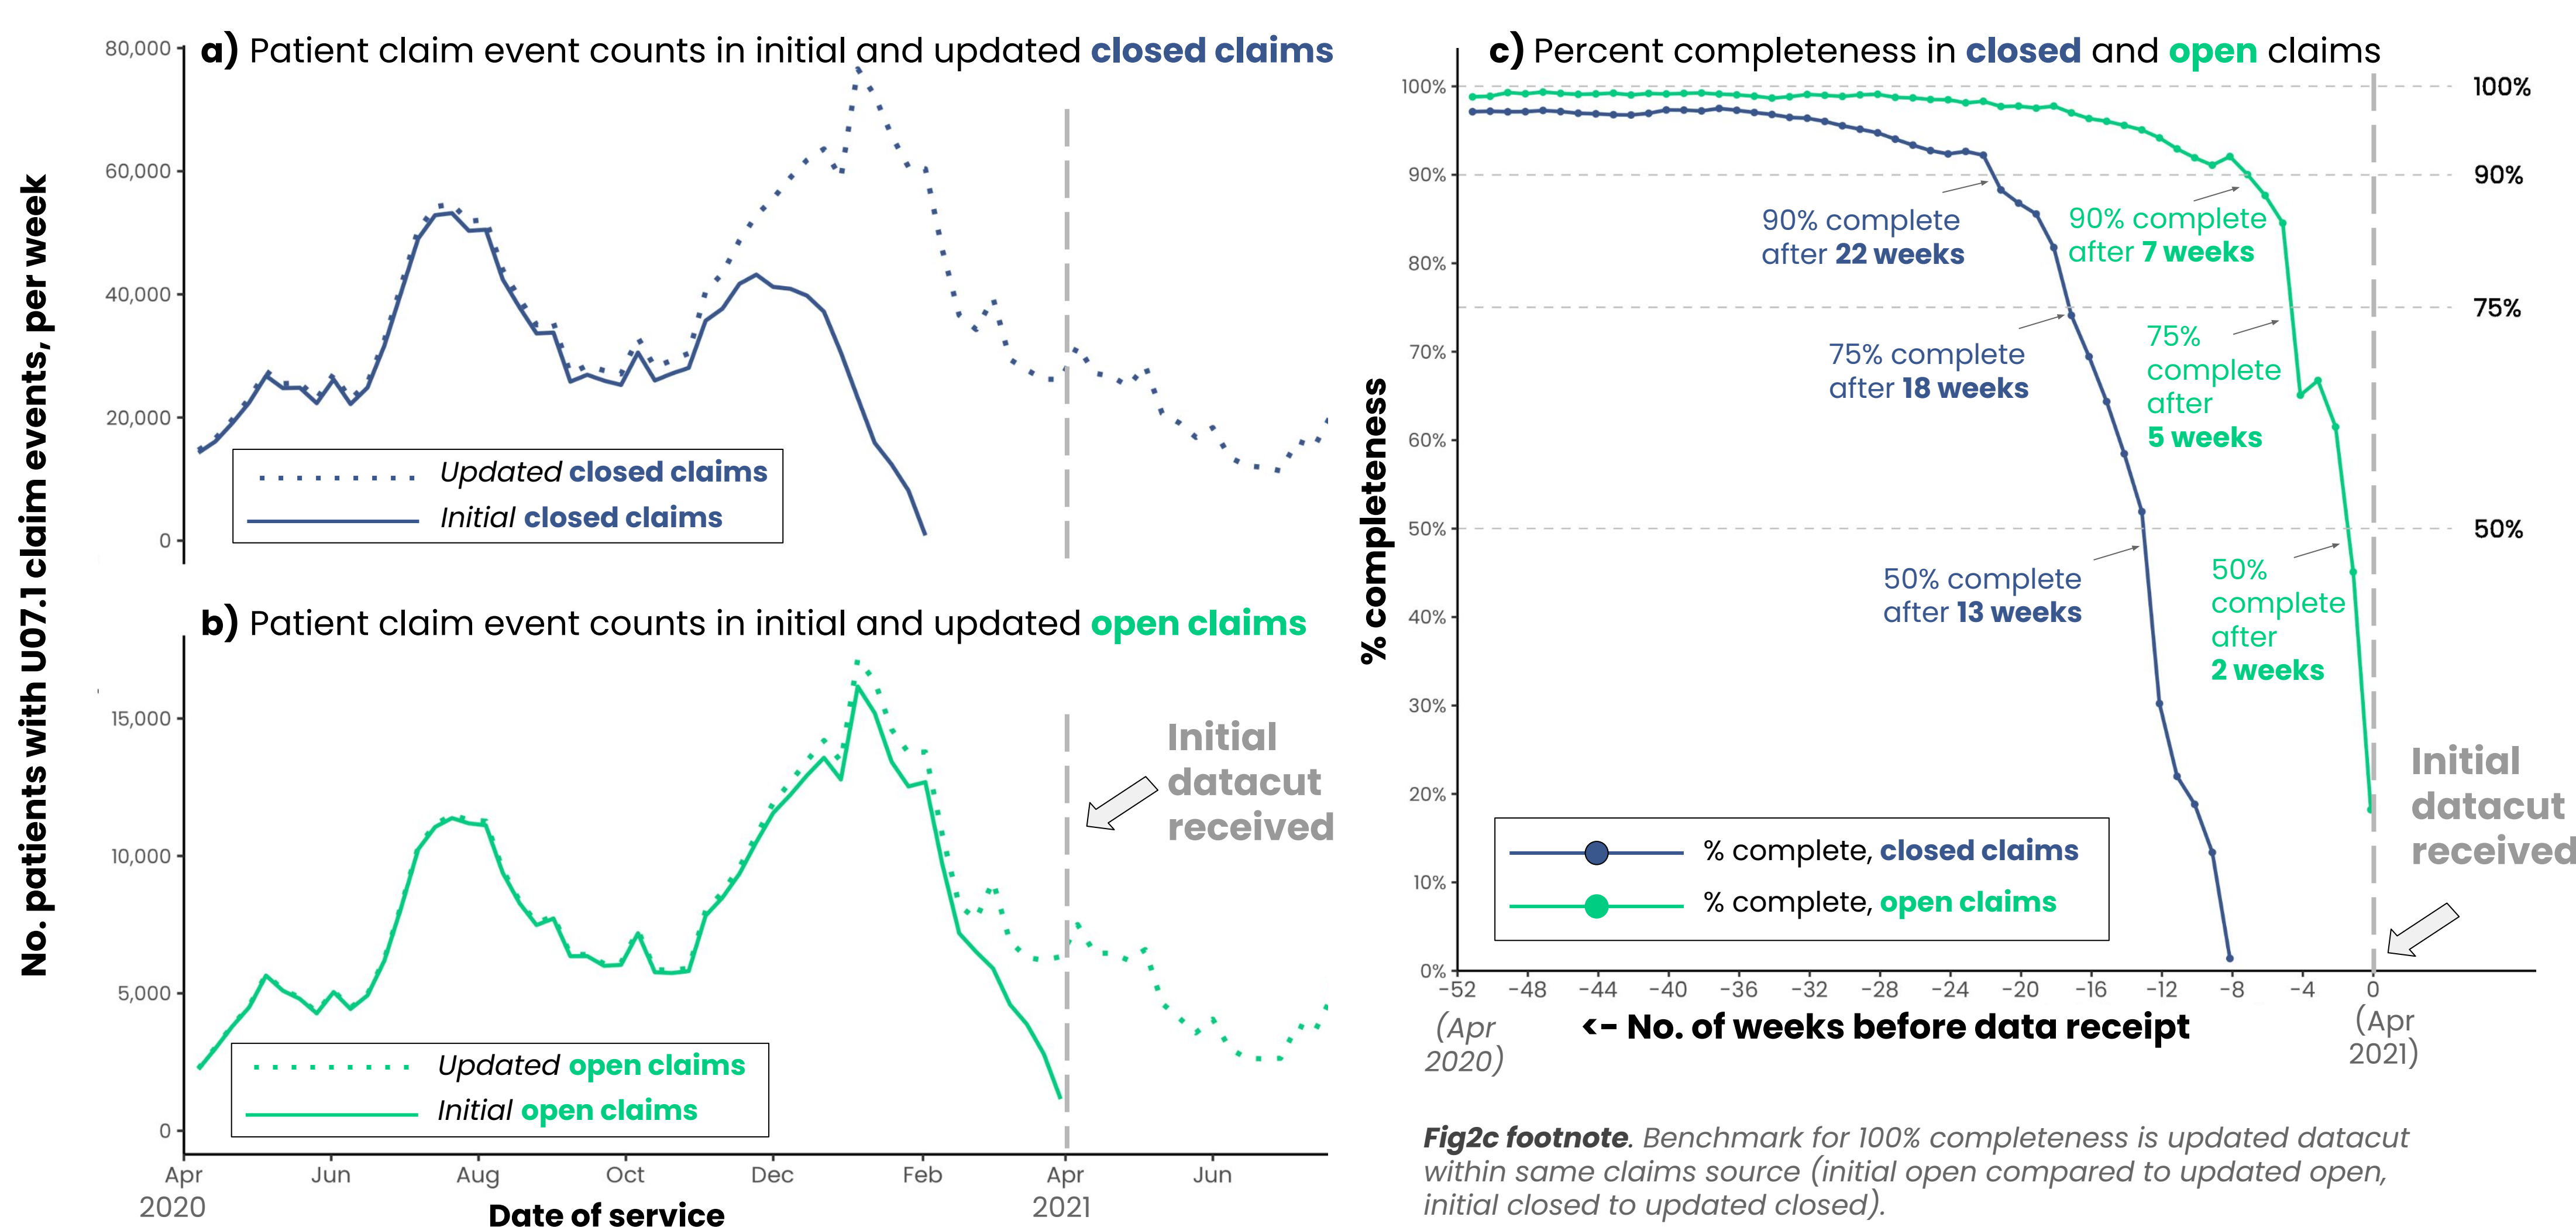 No. patients with U07.1 claim events, per week
a) Patient claim event counts in initial and updated closed claims
80,000
60,000
40,000
20,000
0
Updated closed claims
Initial closed claims
b) Patient claim event counts in initial and updated open claims
15,000
10,000
5,000
0
Initial
datacut
received
Updated open claims
Initial open claims
Apr
2020
Jun
Aug
Oct
Dec
Feb
Apr
2021
Jun
Date of service
c) Percent completeness in closed and open claims
% completeness
100%
90%
80%
70%
60%
50%
40%
30%
20%
10%
0%
100%
90%
75%
50%
90% complete
after 22 weeks
90% complete
after 7 weeks
75% complete
after 18 weeks
75%
complete
after
5 weeks
50% complete
after 13 weeks
50%
complete
after
2 weeks
Initial
datacut
received
% complete, closed claims
% complete, open claims
-52
-48
-44
-40
-36
-32
-28
-24
-20
-16
-12
-8
-4
0
(Apr
2020)
<- No. of weeks before data receipt
(Apr
2021)
Fig2c footnote. Benchmark for 100% completeness is updated datacut
within same claims source (initial open compared to updated open,
initial closed to updated closed).